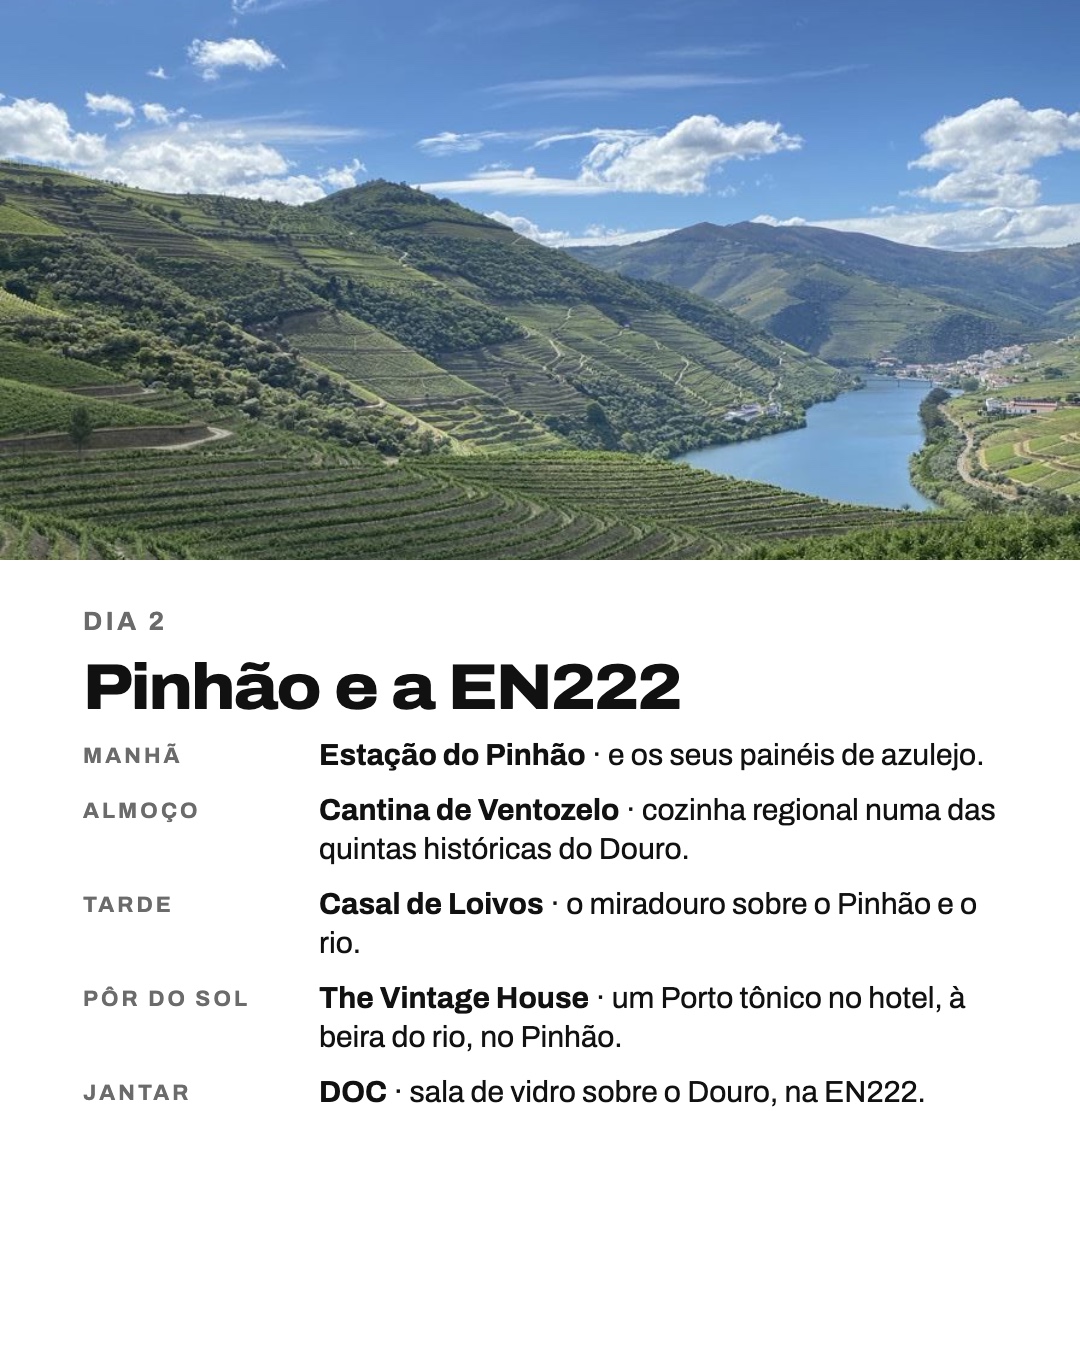 DIA 2
Pinhão e a EN222
MANHÃ
Estação do Pinhão · e os seus painéis de azulejo.
ALMOÇO
Cantina de Ventozelo · cozinha regional numa das
quintas históricas do Douro.
TARDE
Casal de Loivos · o miradouro sobre o Pinhão e o
rio.
PÔR DO SOL
The Vintage House · um Porto tônico no hotel, à
beira do rio, no Pinhão.
JANTAR
DOC · sala de vidro sobre o Douro, na EN222.